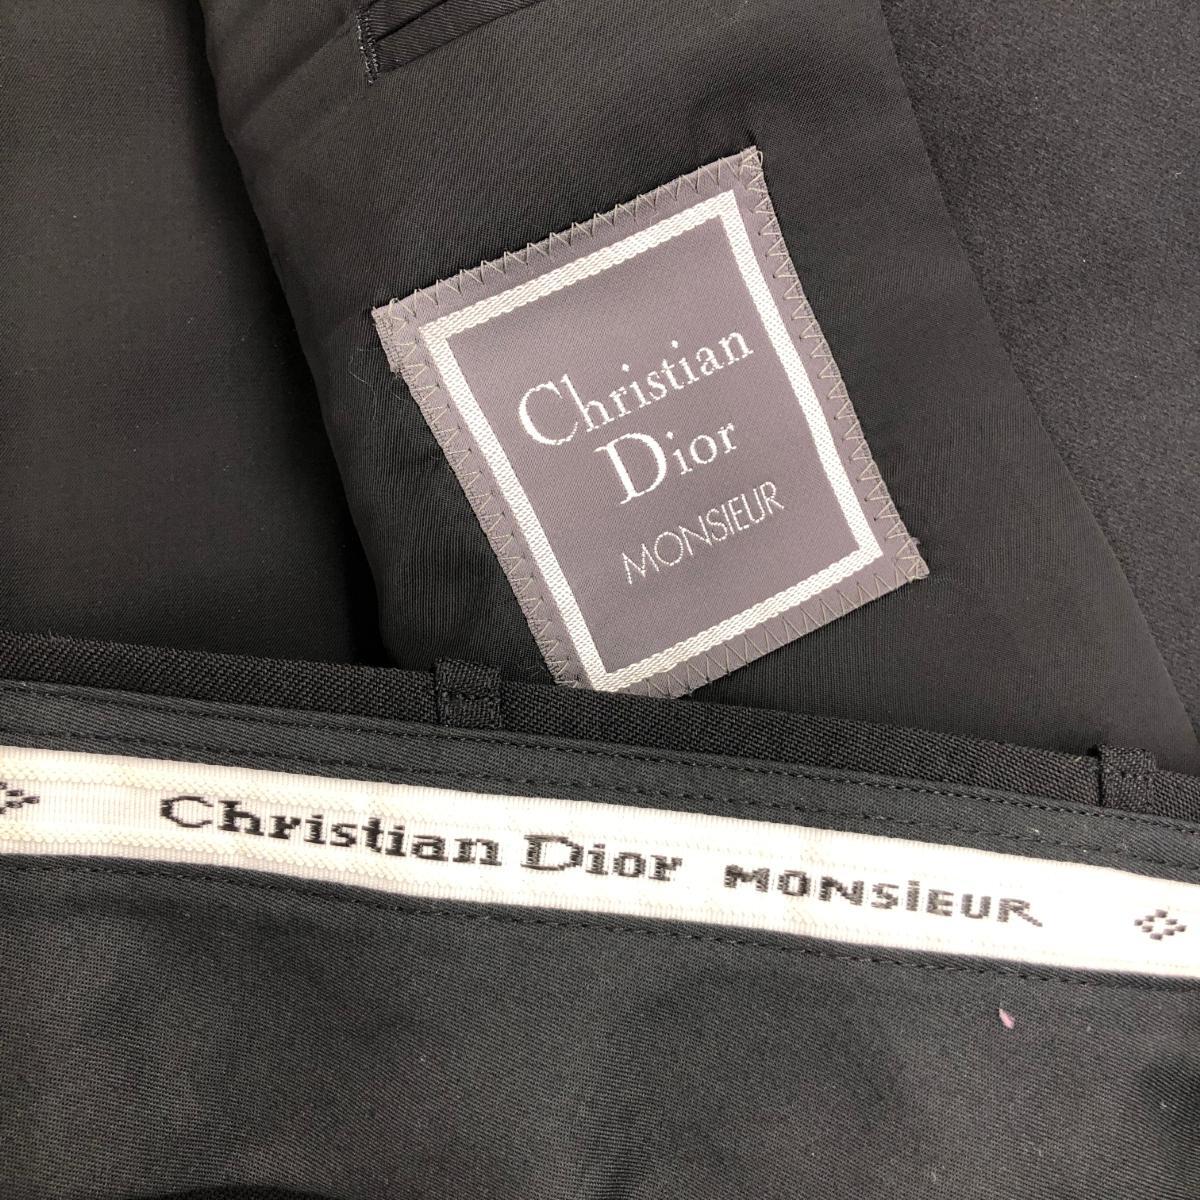 Christian
Dior
MONSIEUR
Christian Dior MONSiEUR